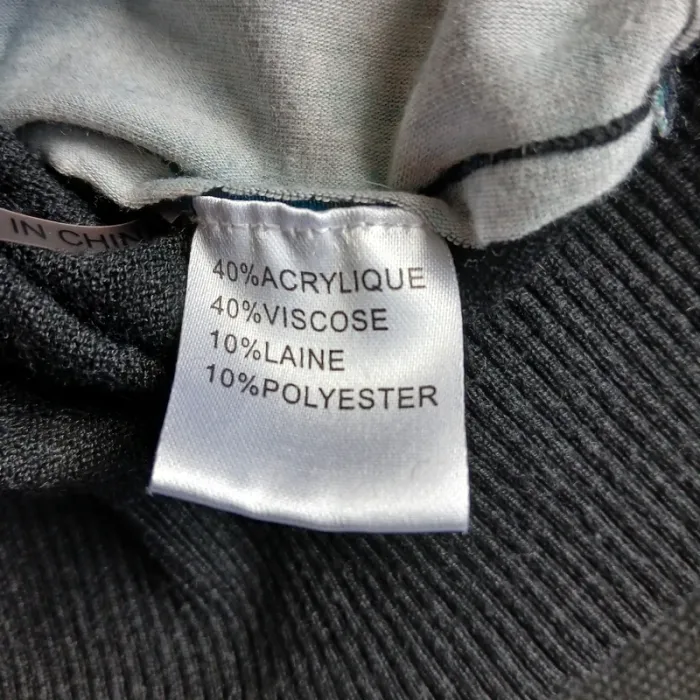 IN CHIN
40%ACRYLIQUE
40%VISCOSE
10%LAINE
10%POLYESTER